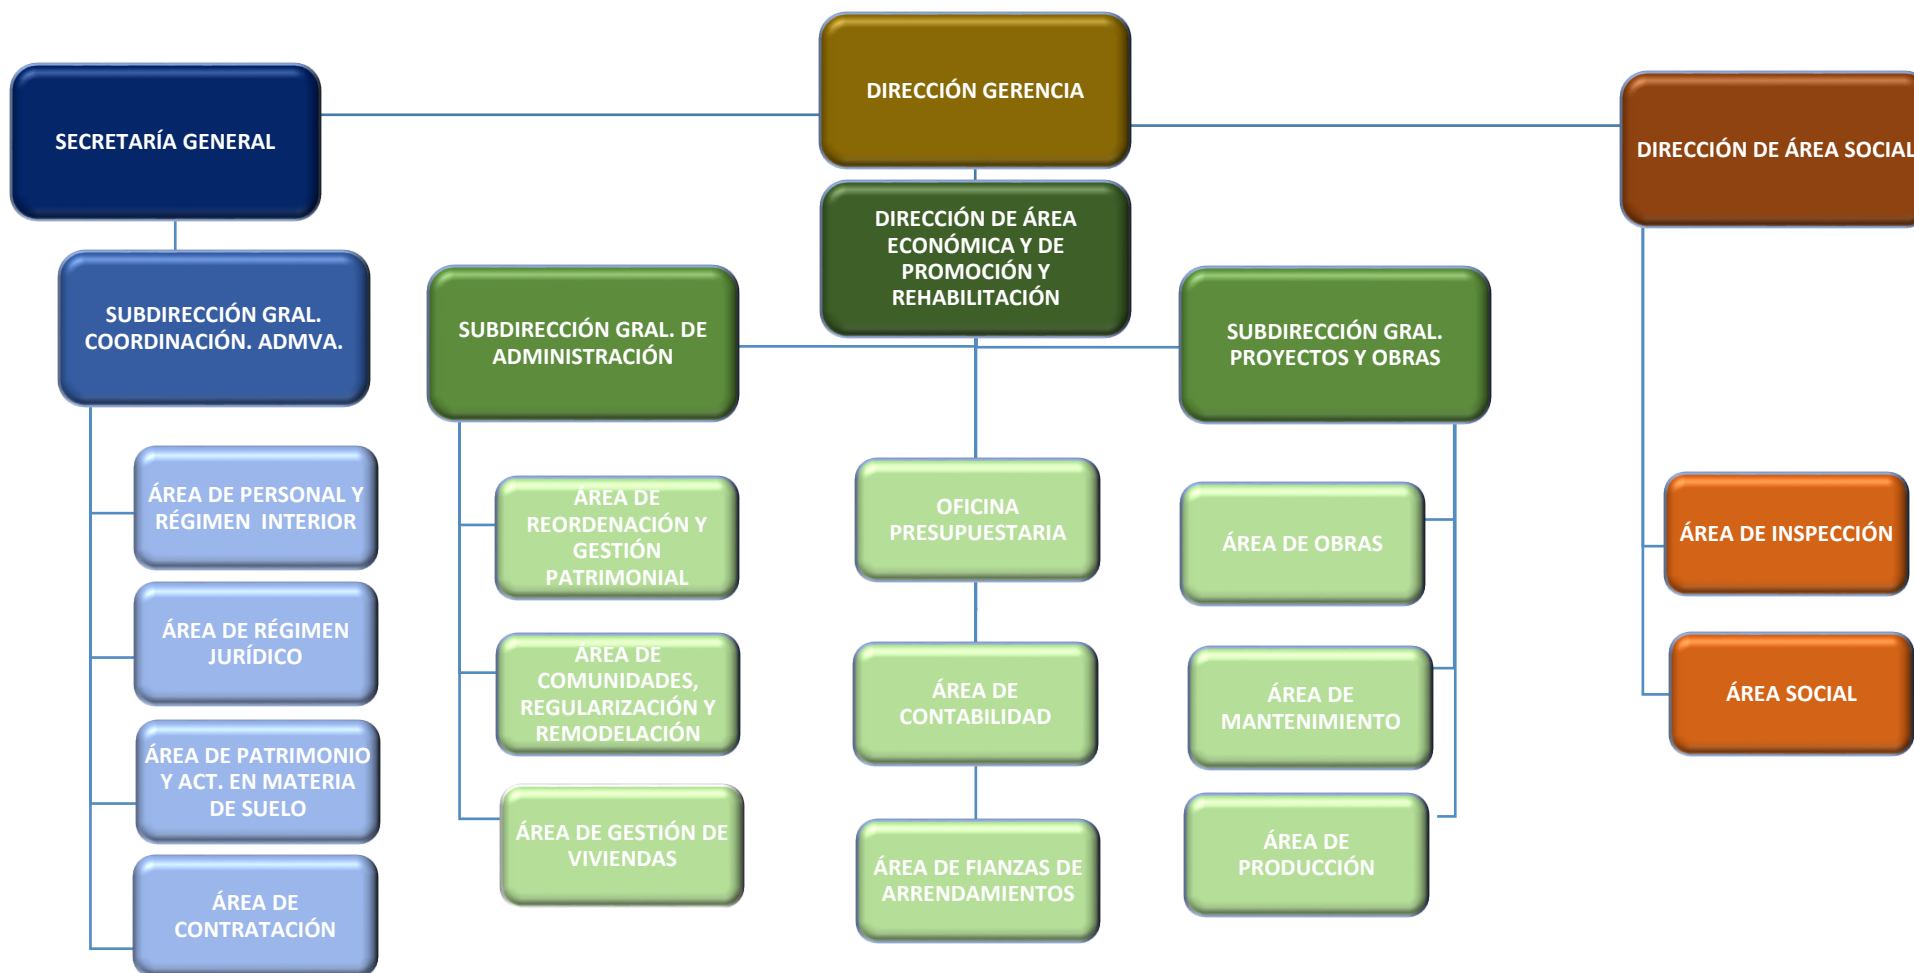 DIRECCIÓN GERENCIA
SECRETARÍA GENERAL
DIRECCIÓN DE ÁREA SOCIAL
DIRECCIÓN DE ÁREA
ECONÓMICA Y DE
PROMOCIÓN Y
REHABILITACIÓN
SUBDIRECCIÓN GRAL.
COORDINACIÓN. ADMVA.
SUBDIRECCIÓN GRAL. DE
ADMINISTRACIÓN
SUBDIRECCIÓN GRAL.
PROYECTOS Y OBRAS
ÁREA DE PERSONAL Y
RÉGIMEN  INTERIOR
ÁREA DE RÉGIMEN
JURÍDICO
ÁREA DE PATRIMONIO
Y ACT. EN MATERIA
DE SUELO
ÁREA DE
CONTRATACIÓN
ÁREA DE
REORDENACIÓN Y
GESTIÓN
PATRIMONIAL
ÁREA DE
COMUNIDADES,
REGULARIZACIÓN Y
REMODELACIÓN
ÁREA DE GESTIÓN DE
VIVIENDAS
OFICINA
PRESUPUESTARIA
ÁREA DE
CONTABILIDAD
ÁREA DE FIANZAS DE
ARRENDAMIENTOS
ÁREA DE OBRAS
ÁREA DE
MANTENIMIENTO
ÁREA DE
PRODUCCIÓN
ÁREA DE INSPECCIÓN
ÁREA SOCIAL